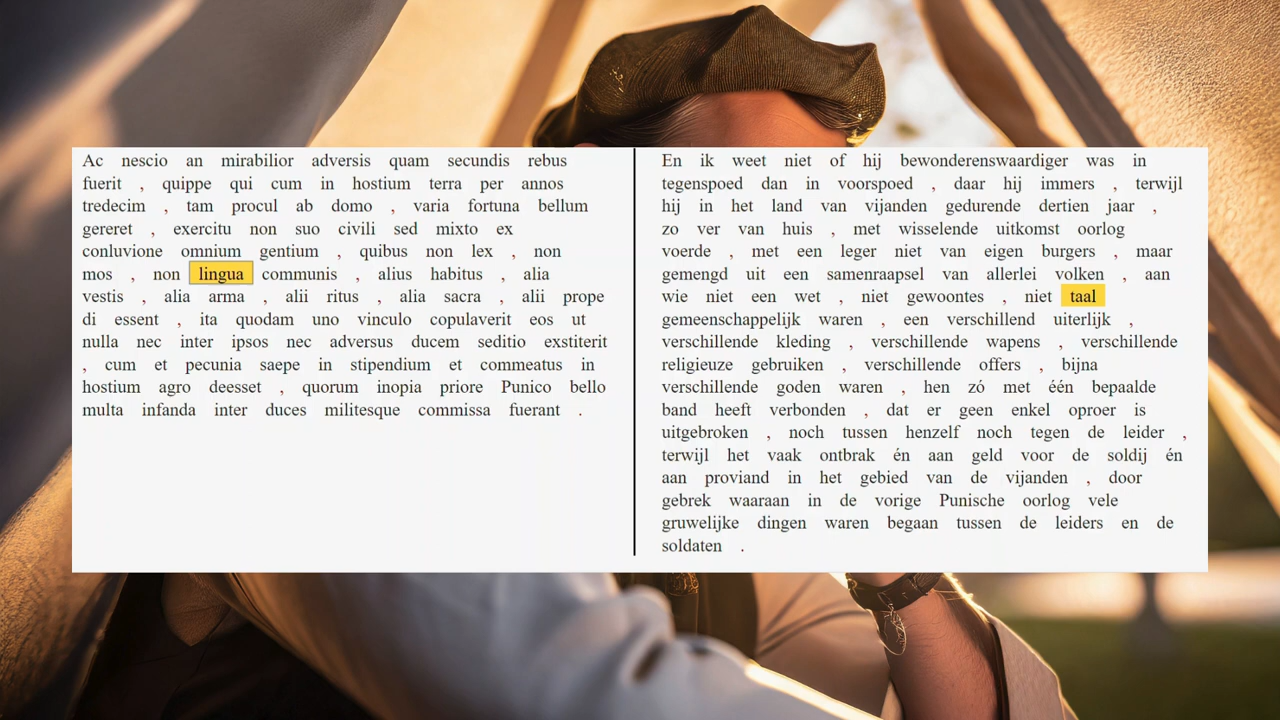 Ac nescio an mirabilior adversis quam secundis rebus
fuerit , quippe qui cum in hostium terra per annos
tredecim , tam procul ab domo , varia fortuna bellum
gereret , exercitu non suo civili sed mixto ex
conluvione omnium gentium , quibus non lex , non
mos , non lingua communis , alius habitus , alia
vestis , alia arma , alii ritus , alia sacra , alii prope
di essent , ita quodam uno vinculo copulaverit eos ut
nulla nec inter ipsos nec adversus ducem seditio exstiterit
, cum et pecunia saepe in stipendium et commeatus in
hostium agro deesset , quorum inopia priore Punico bello
multa infanda inter duces militesque commissa fuerant .
En ik weet niet of hij bewonderenswaardiger was in
tegenspoed dan in voorspoed , daar hij immers , terwijl
hij in het land van vijanden gedurende dertien jaar ,
zo ver van huis , met wisselende uitkomst oorlog
voerde , met een leger niet van eigen burgers , maar
gemengd uit een samenraapsel van allerlei volken , aan
wie niet een wet , niet gewoontes , niet taal
gemeenschappelijk waren , een verschillend uiterlijk ,
verschillende kleding , verschillende wapens , verschillende
religieuze gebruiken , verschillende offers , bijna
verschillende goden waren , hen zó met één bepaalde
band heeft verbonden , dat er geen enkel oproer is
uitgebroken , noch tussen henzelf noch tegen de leider ,
terwijl het vaak ontbrak én aan geld voor de soldij én
aan proviand in het gebied van de vijanden , door
gebrek waaraan in de vorige Punische oorlog vele
gruwelijke dingen waren begaan tussen de leiders en de
soldaten .